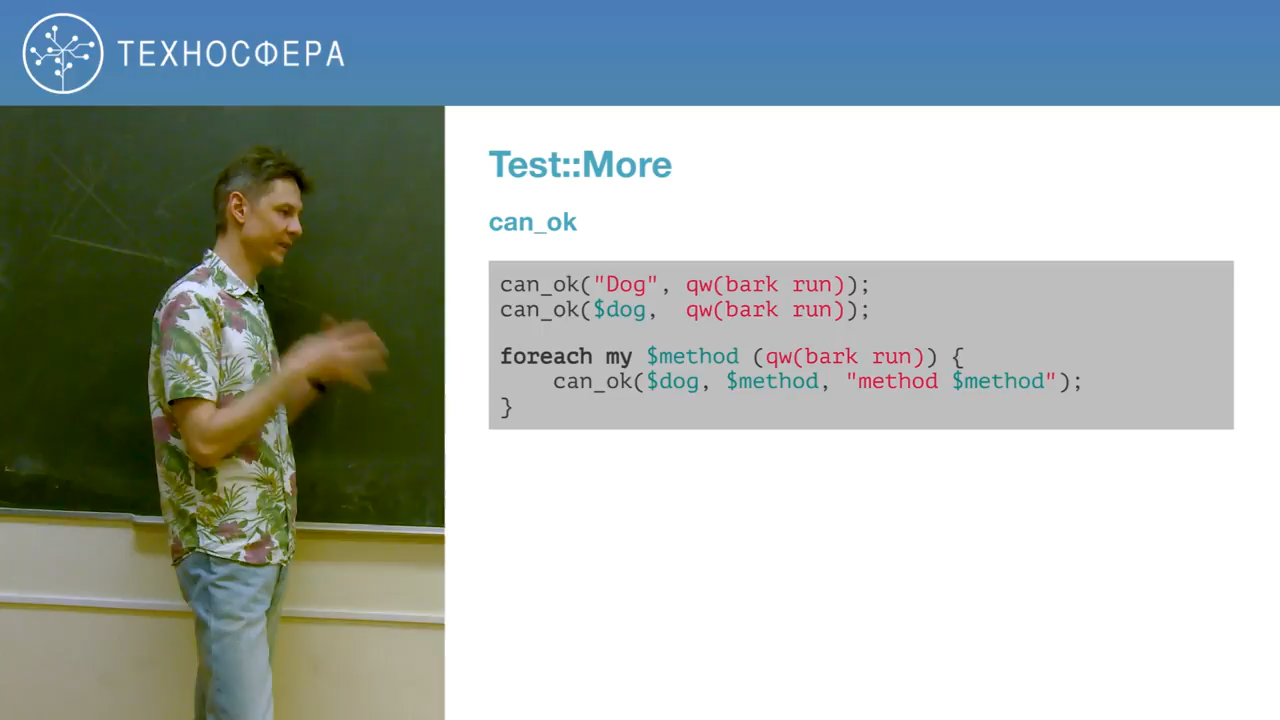 ТЕХНОСФЕРА
Test::More
can_ok
can_ok("Dog", qw(bark run));
can_ok($dog,  qw(bark run));
foreach my $method (qw(bark run)) {
    can_ok($dog, $method, "method $method");
}